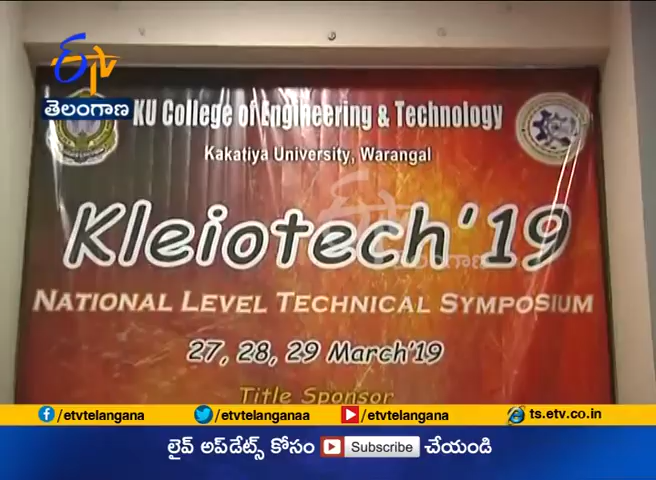 ETV
తెలంగాణ
KU College of Engineering & Technology
Kakatiya University, Warangal
Kleiotech'19
NATIONAL LEVEL TECHNICAL SYMPOSIUM
27, 28, 29 March'19
Title Sponsor
/etvtelangana
/etvtelanganaa
/etvtelangana
ts.etv.co.in
లైవ్ అప్‌డేట్స్ కోసం Subscribe చేయండి